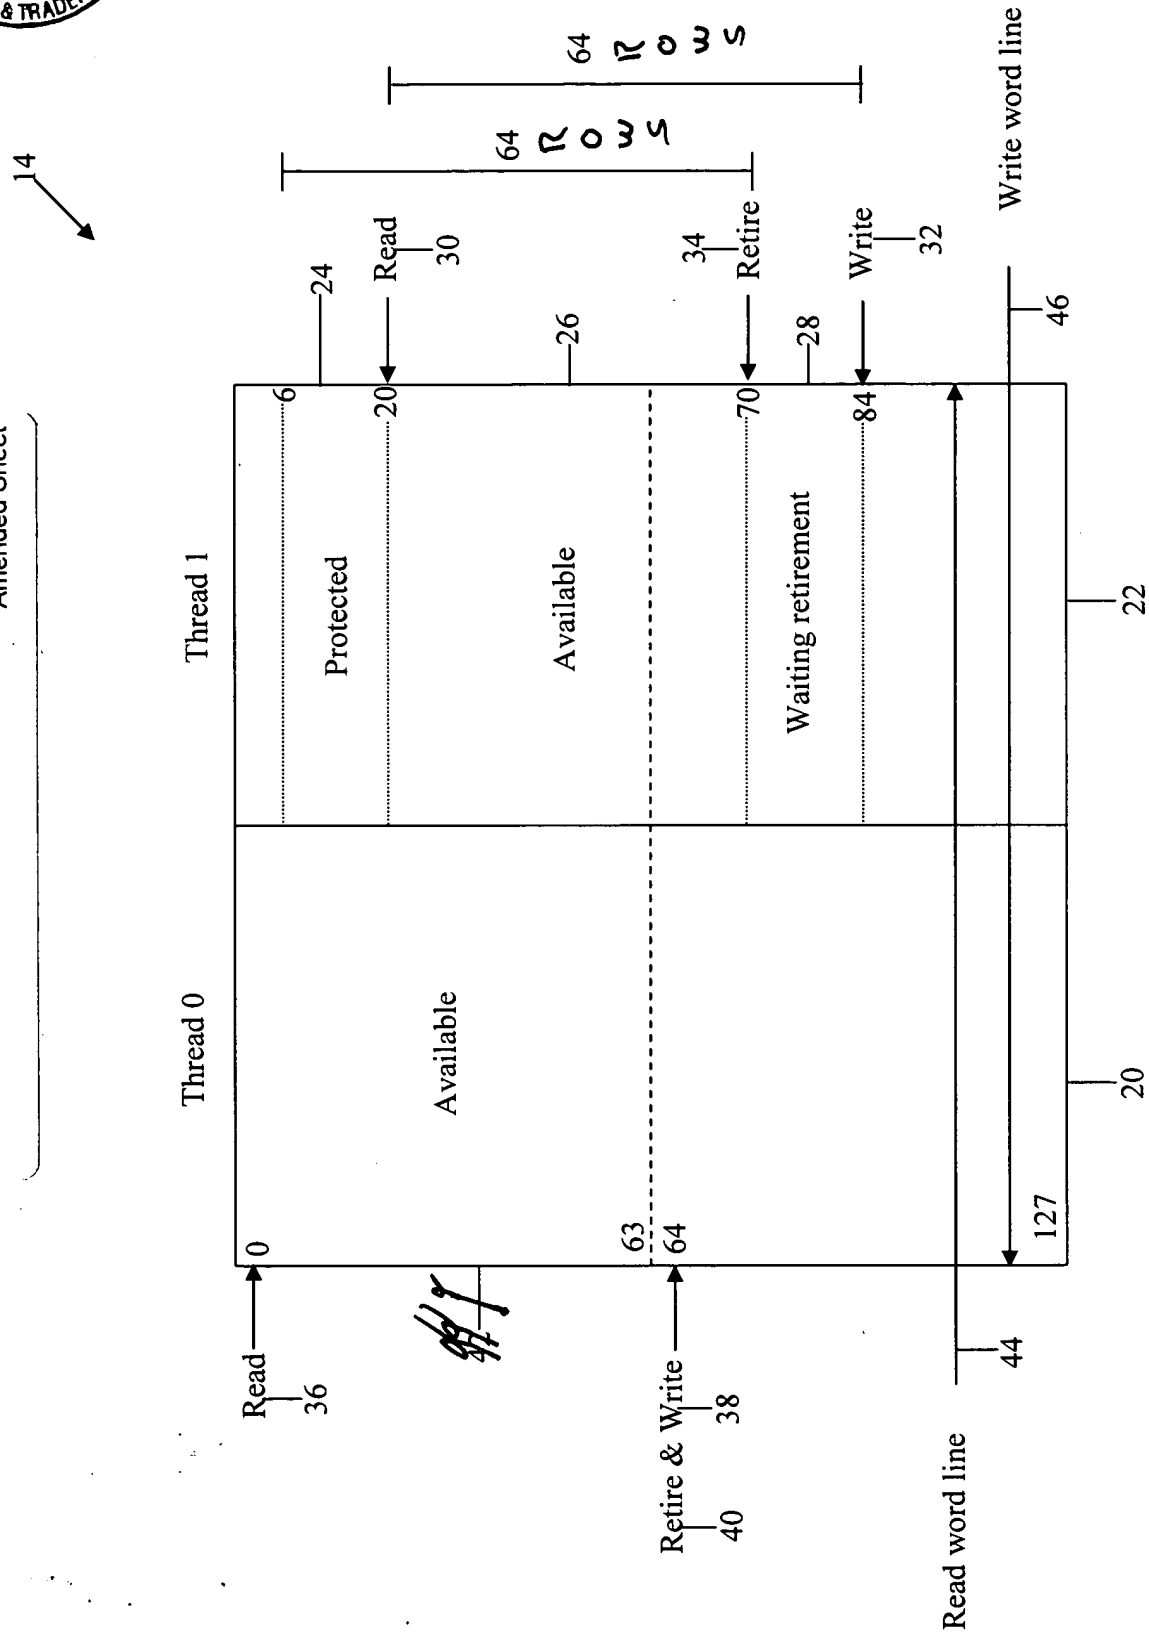 & TRADE
Amended Sheet
14
Thread 0
Thread 1
64 ROWS
64 ROWS
Read
36
0
Available
63
64
Retire & Write
40
38
127
6
24
Protected
20
Read
30
Available
26
70
34
Retire
Waiting retirement
28
84
Write
32
Read word line
44
Write word line
46
20
22